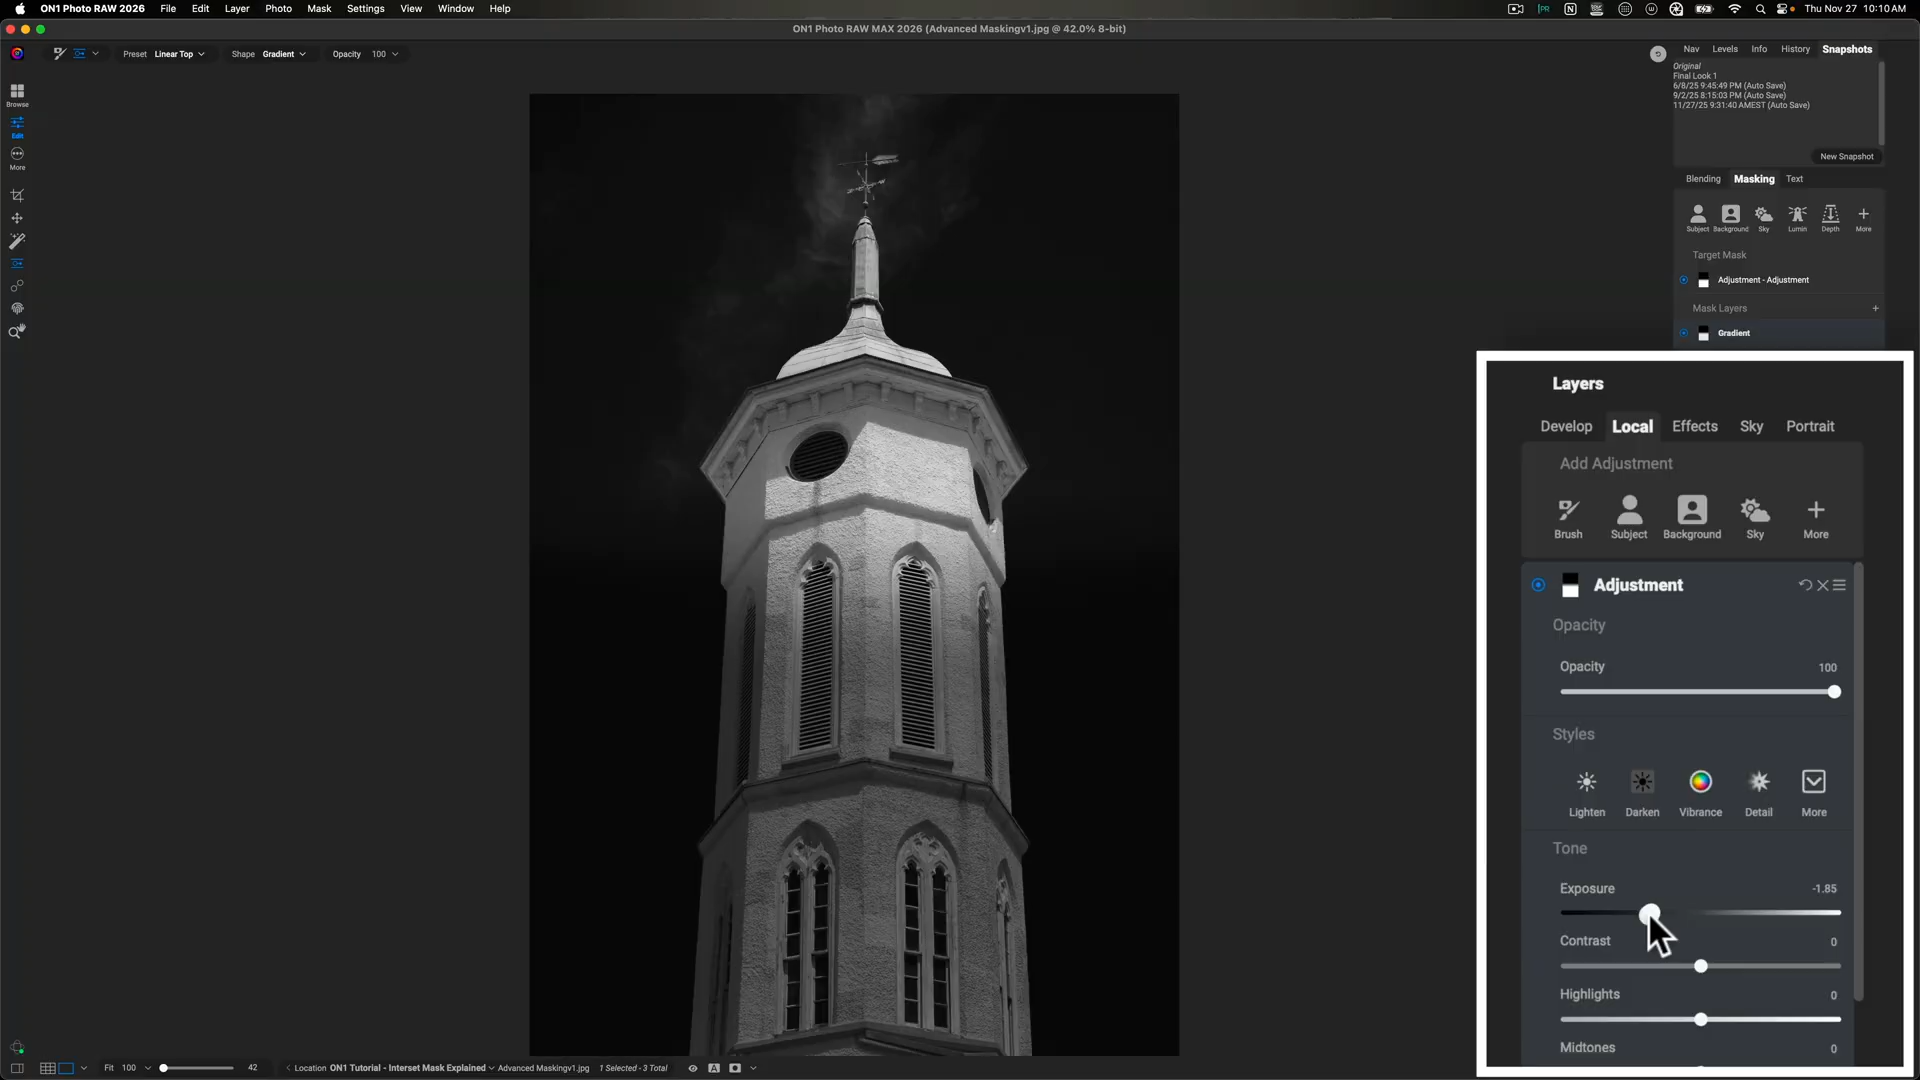 ON1 Photo RAW 2026 File Edit Layer Photo Mask Settings View Window Help Thu Nov 27 10:10 AM
ON1 Photo RAW MAX 2026 (Advanced Maskingv1.jpg @ 42.0% 8-bit)
Preset Linear Top Shape Gradient Opacity 100
Nav Levels Info History Snapshots
Original
Final Look 1
6/8/25 9:45:49 PM (Auto Save)
9/2/25 8:15:03 PM (Auto Save)
11/27/25 9:31:40 AMEST (Auto Save)
New Snapshot
Browse
Edit
More
Blending Masking Text
Subject Background Sky Lumin Depth More
Target Mask
Adjustment - Adjustment
Mask Layers +
Gradient
Layers
Develop Local Effects Sky Portrait
Add Adjustment
Brush Subject Background Sky More
Adjustment
Opacity
Opacity 100
Styles
Lighten Darken Vibrance Detail More
Tone
Exposure -1.85
Contrast 0
Highlights 0
Midtones 0
Fit 100 42 Location ON1 Tutorial - Interset Mask Explained Advanced Maskingv1.jpg 1 Selected - 3 Total